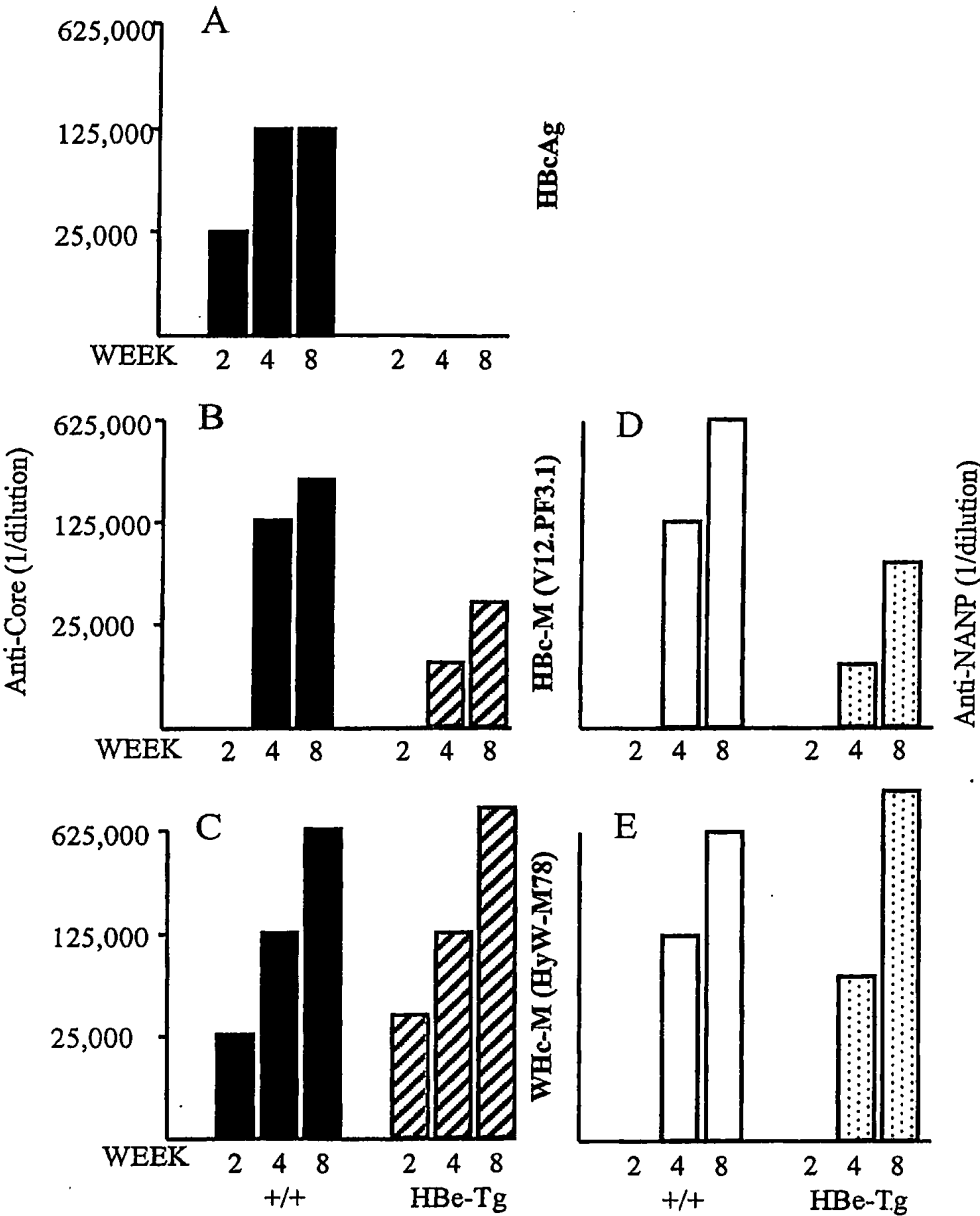 A
625,000
125,000
25,000
WEEK 2 4 8 2 4 8
HBcAg
B
625,000
125,000
25,000
WEEK 2 4 8 2 4 8
Anti-Core (1/dilution)
HBc-M (V12.PF3.1)
D
2 4 8 2 4 8
Anti-NANP (1/dilution)
C
625,000
125,000
25,000
WEEK 2 4 8 2 4 8
+/+ HBe-Tg
WHc-M (HyW-M78)
E
2 4 8 2 4 8
+/+ HBe-Tg